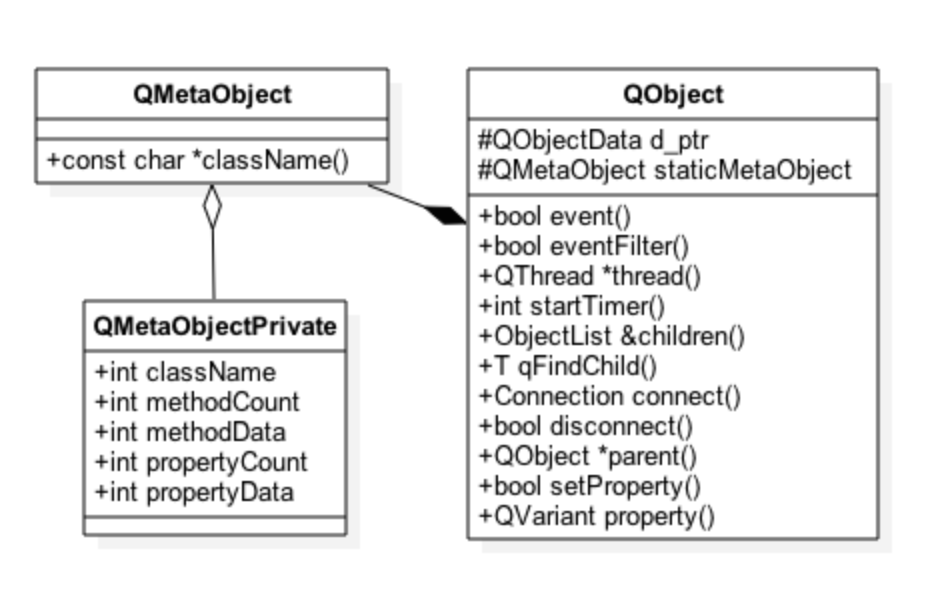 QMetaObject
+const char *className()
QMetaObjectPrivate
+int className
+int methodCount
+int methodData
+int propertyCount
+int propertyData
QObject
#QObjectData d_ptr
#QMetaObject staticMetaObject
+bool event()
+bool eventFilter()
+QThread *thread()
+int startTimer()
+ObjectList &children()
+T qFindChild()
+Connection connect()
+bool disconnect()
+QObject *parent()
+bool setProperty()
+QVariant property()